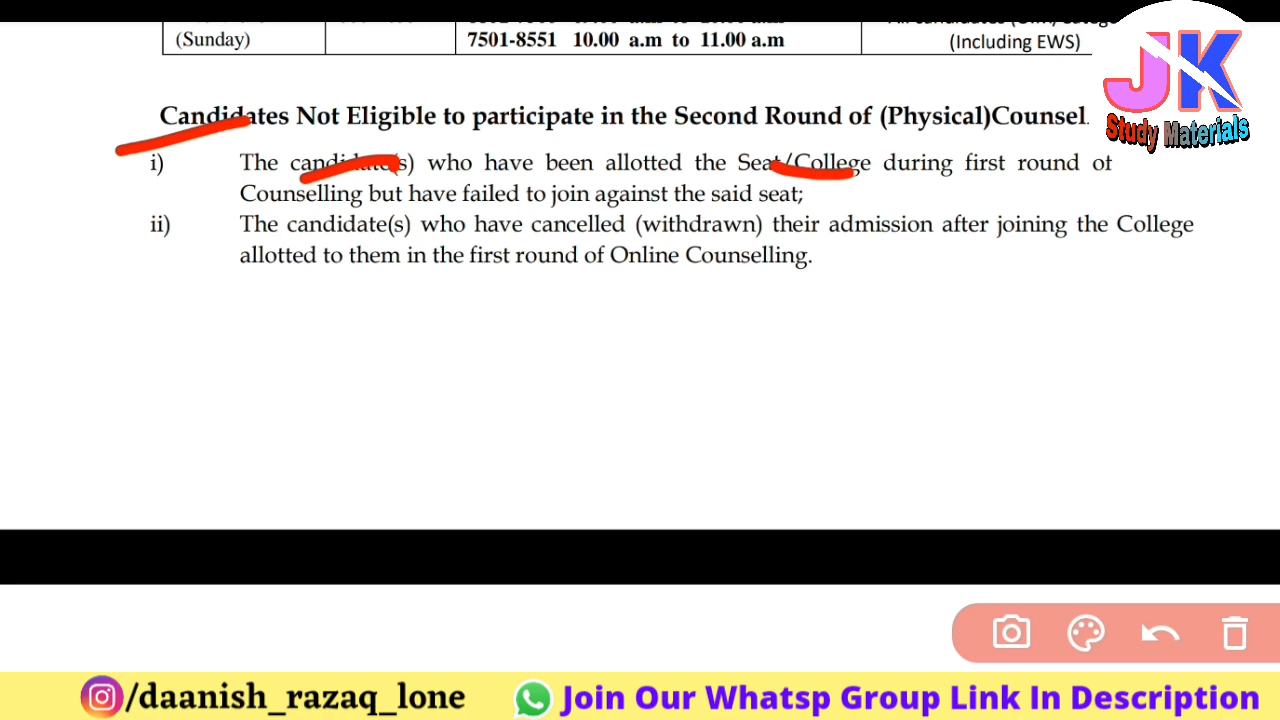 (Sunday) 7501-8551 10.00 a.m to 11.00 a.m (Including EWS)
JK
Study Materials
Candidates Not Eligible to participate in the Second Round of (Physical)Counsel
i) The candidate(s) who have been allotted the Seat/College during first round of
Counselling but have failed to join against the said seat;
ii) The candidate(s) who have cancelled (withdrawn) their admission after joining the College
allotted to them in the first round of Online Counselling.
/daanish_razaq_lone Join Our Whatsp Group Link In Description